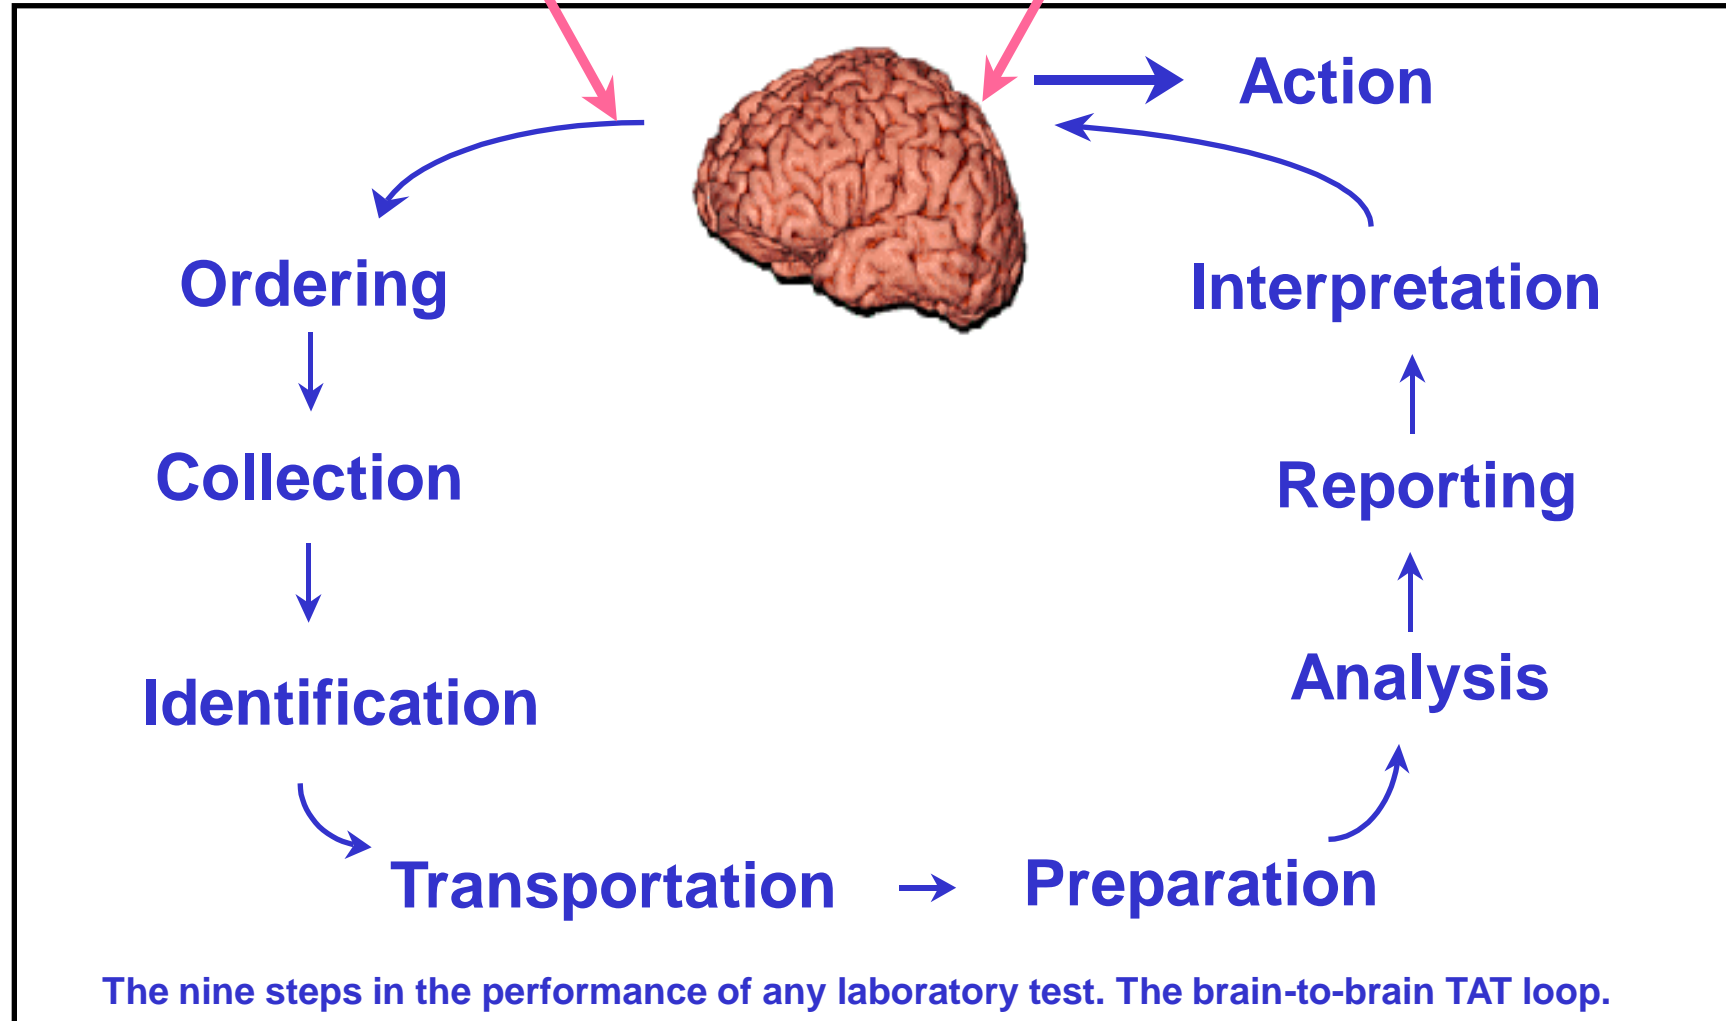 Action
Ordering
Interpretation
Collection
Reporting
Identification
Analysis
Transportation
Preparation
The nine steps in the performance of any laboratory test. The brain-to-brain TAT loop.